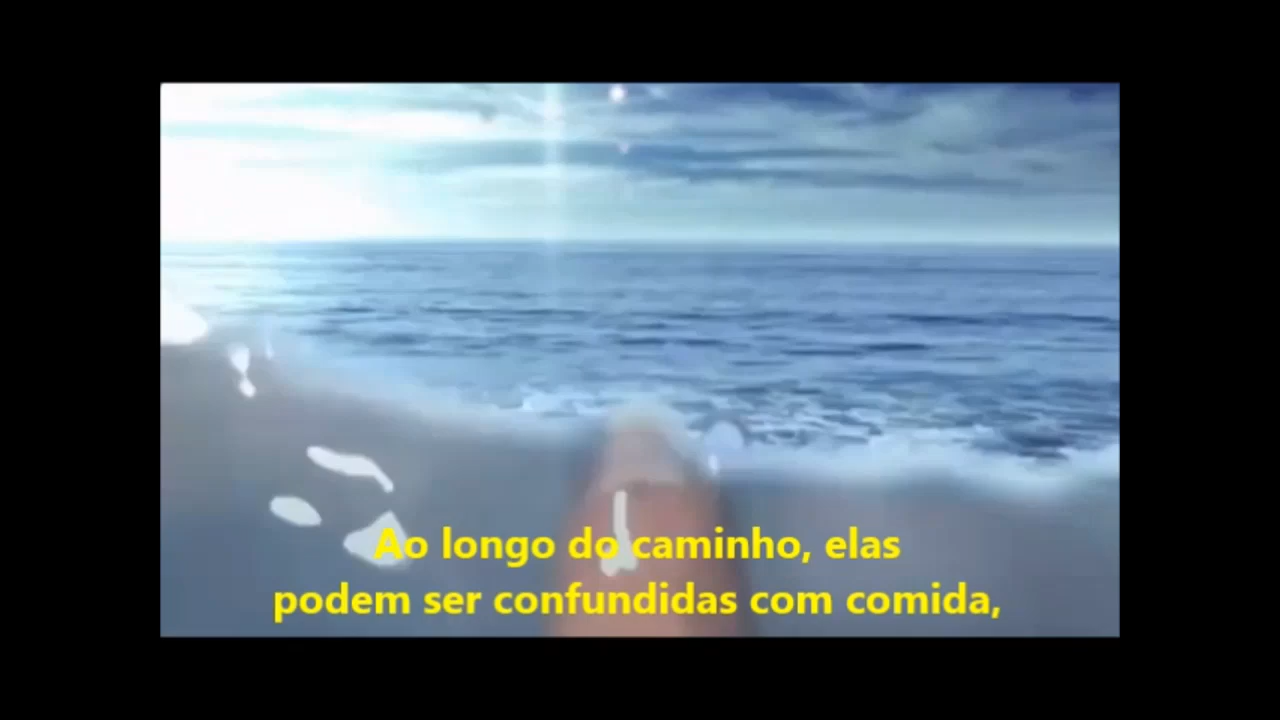 Ao longo do caminho, elas
podem ser confundidas com comida,